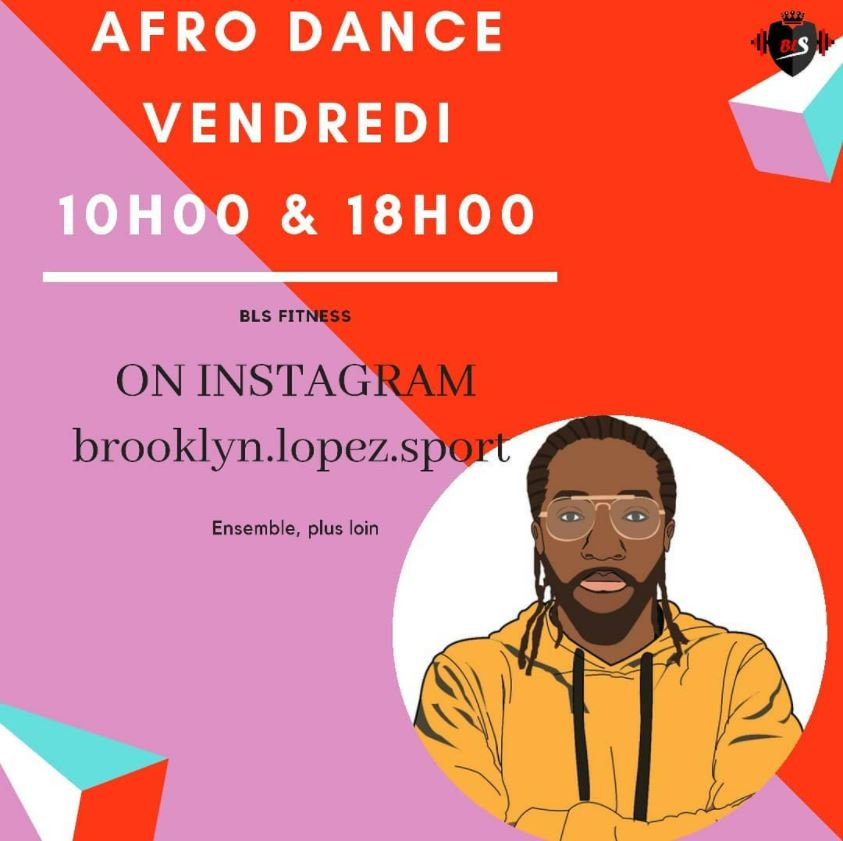 AFRO DANCE
BLS
VENDREDI
10H00 & 18H00
BLS FITNESS
ON INSTAGRAM
brooklyn.lopez.sport
Ensemble, plus loin